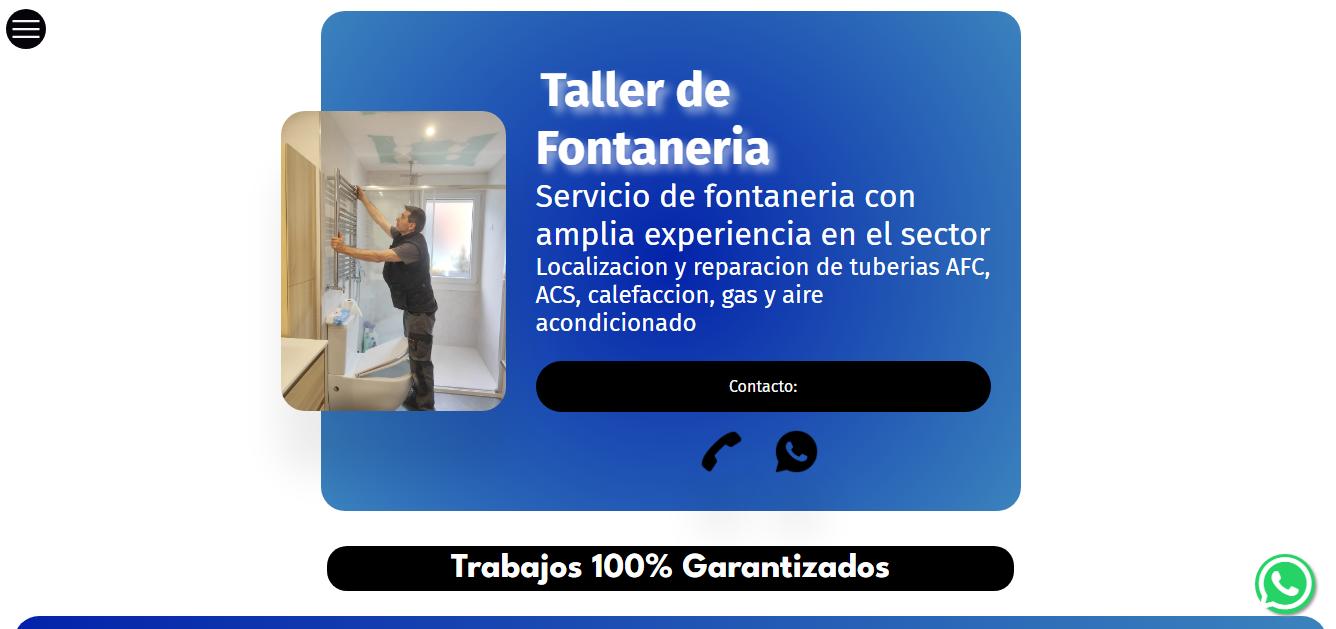 Taller de
Fontaneria
Servicio de fontaneria con
amplia experiencia en el sector
Localizacion y reparacion de tuberias AFC,
ACS, calefaccion, gas y aire
acondicionado
Contacto:
Trabajos 100% Garantizados